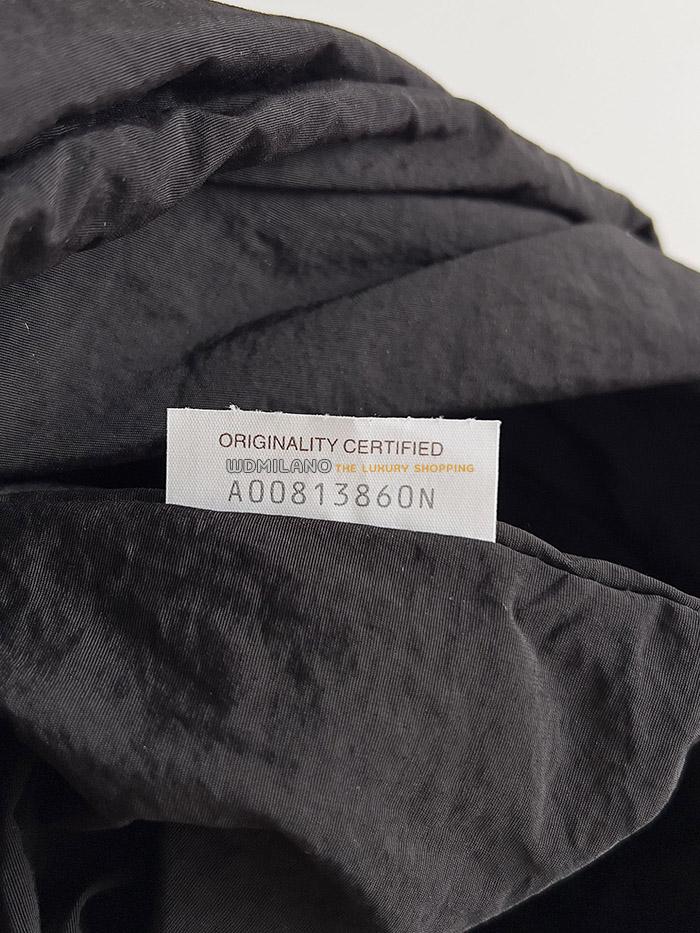 ORIGINALITY CERTIFIED
WDMILANO THE LUXURY SHOPPING
A00813860N